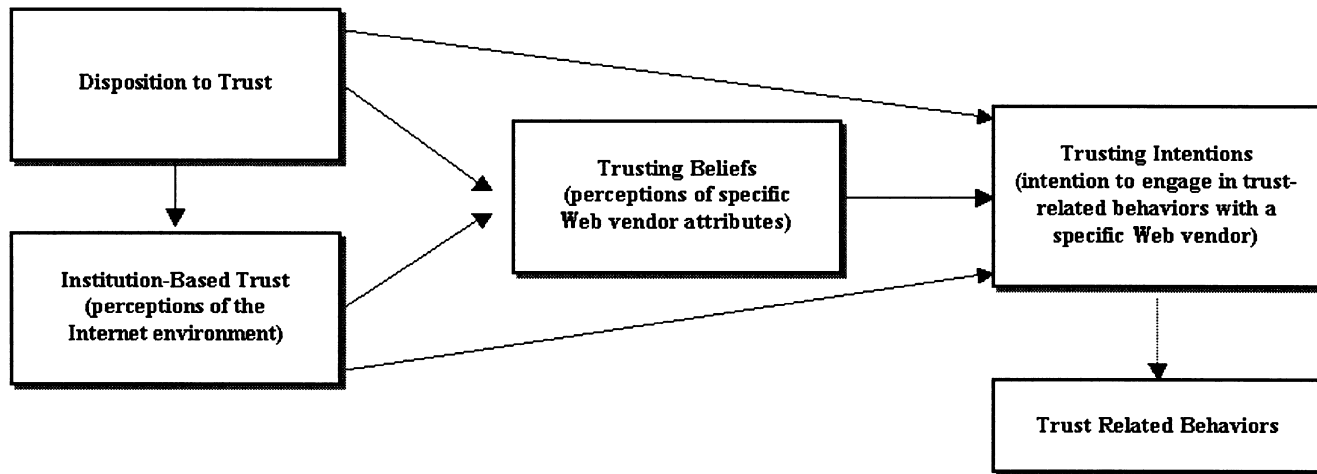 Disposition to Trust
Institution-Based Trust
(perceptions of the
Internet environment)
Trusting Beliefs
(perceptions of specific
Web vendor attributes)
Trusting Intentions
(intention to engage in trust-
related behaviors with a
specific Web vendor)
Trust Related Behaviors